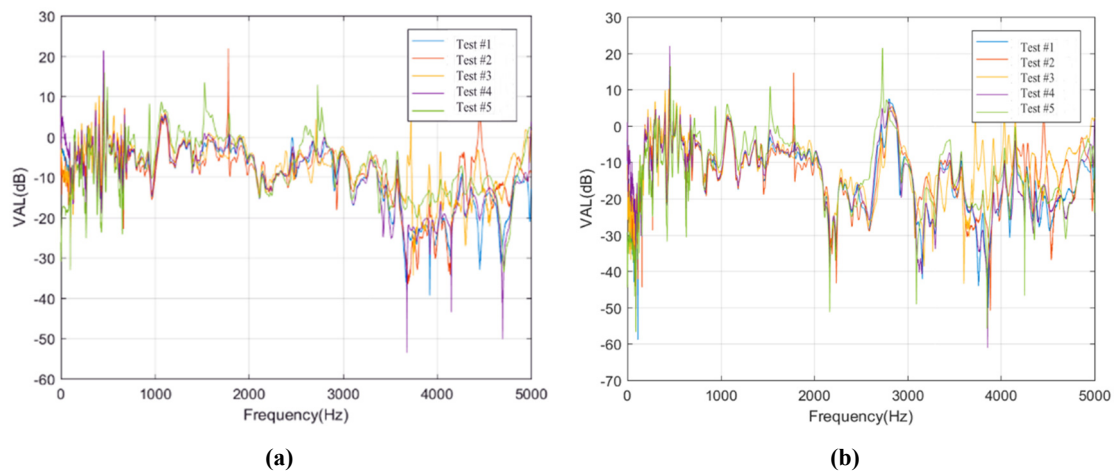 30
20
10
0
-10
-20
-30
-40
-50
-60
VAL(dB)
0 1000 2000 3000 4000 5000
Frequency(Hz)
Test #1
Test #2
Test #3
Test #4
Test #5
(a)
30
20
10
0
-10
-20
-30
-40
-50
-60
-70
VAL(dB)
0 1000 2000 3000 4000 5000
Frequency(Hz)
Test #1
Test #2
Test #3
Test #4
Test #5
(b)